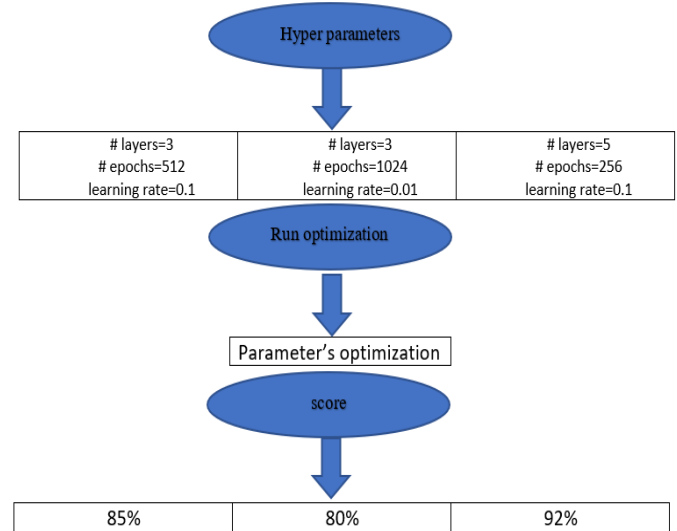 Hyper parameters
# layers=3
# epochs=512
learning rate=0.1
# layers=3
# epochs=1024
learning rate=0.01
# layers=5
# epochs=256
learning rate=0.1
Run optimization
Parameter’s optimization
score
85%
80%
92%